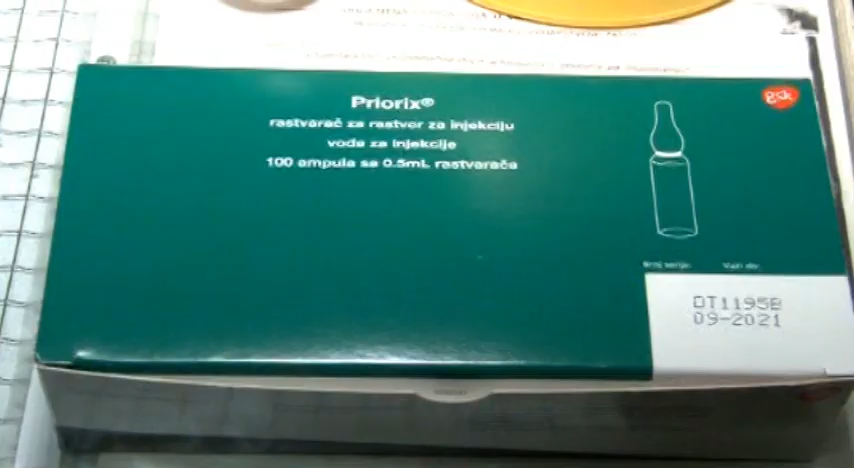 Priorix®
rastvarač za rastvor za injekciju
voda za injekcije
100 ampula sa 0.5mL rastvarača
gsk
Broj serije: Važi do:
DT1195B
09-2021